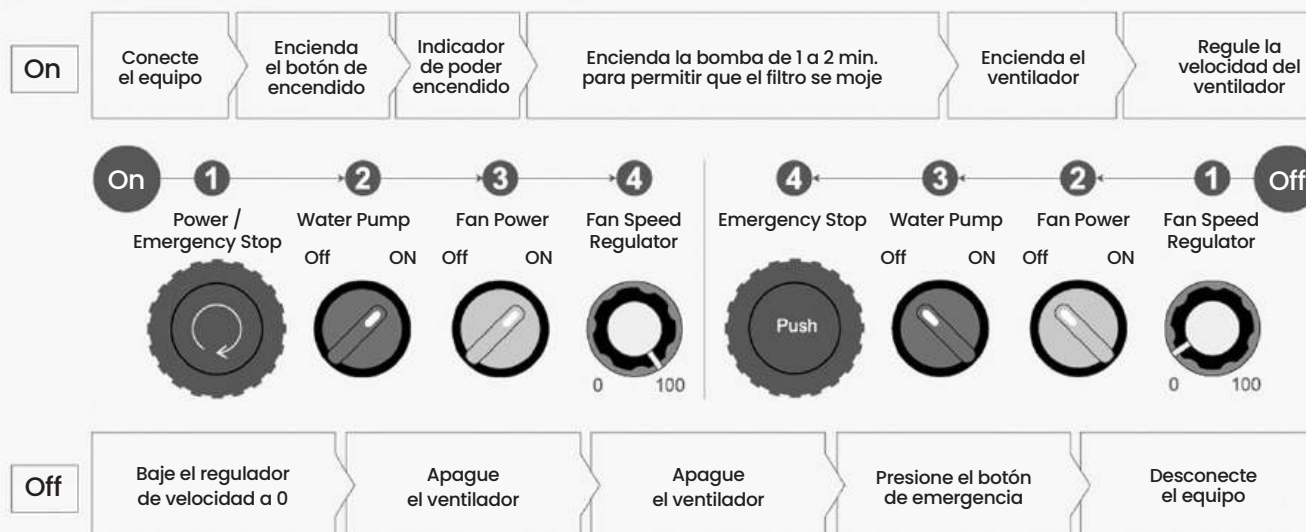 On
Conecte
el equipo
Encienda
el botón de
encendido
Indicador
de poder
encendido
Encienda la bomba de 1 a 2 min.
para permitir que el filtro se moje
Encienda el
ventilador
Regule la
velocidad del
ventilador
On 1 2 3 4
4 3 2 1 Off
Power /
Emergency Stop
Water Pump
Off ON
Fan Power
Off ON
Fan Speed
Regulator
0 100
Emergency Stop
Push
Water Pump
Off ON
Fan Power
Off ON
Fan Speed
Regulator
0 100
Off
Baje el regulador
de velocidad a 0
Apague
el ventilador
Apague
el ventilador
Presione el botón
de emergencia
Desconecte
el equipo